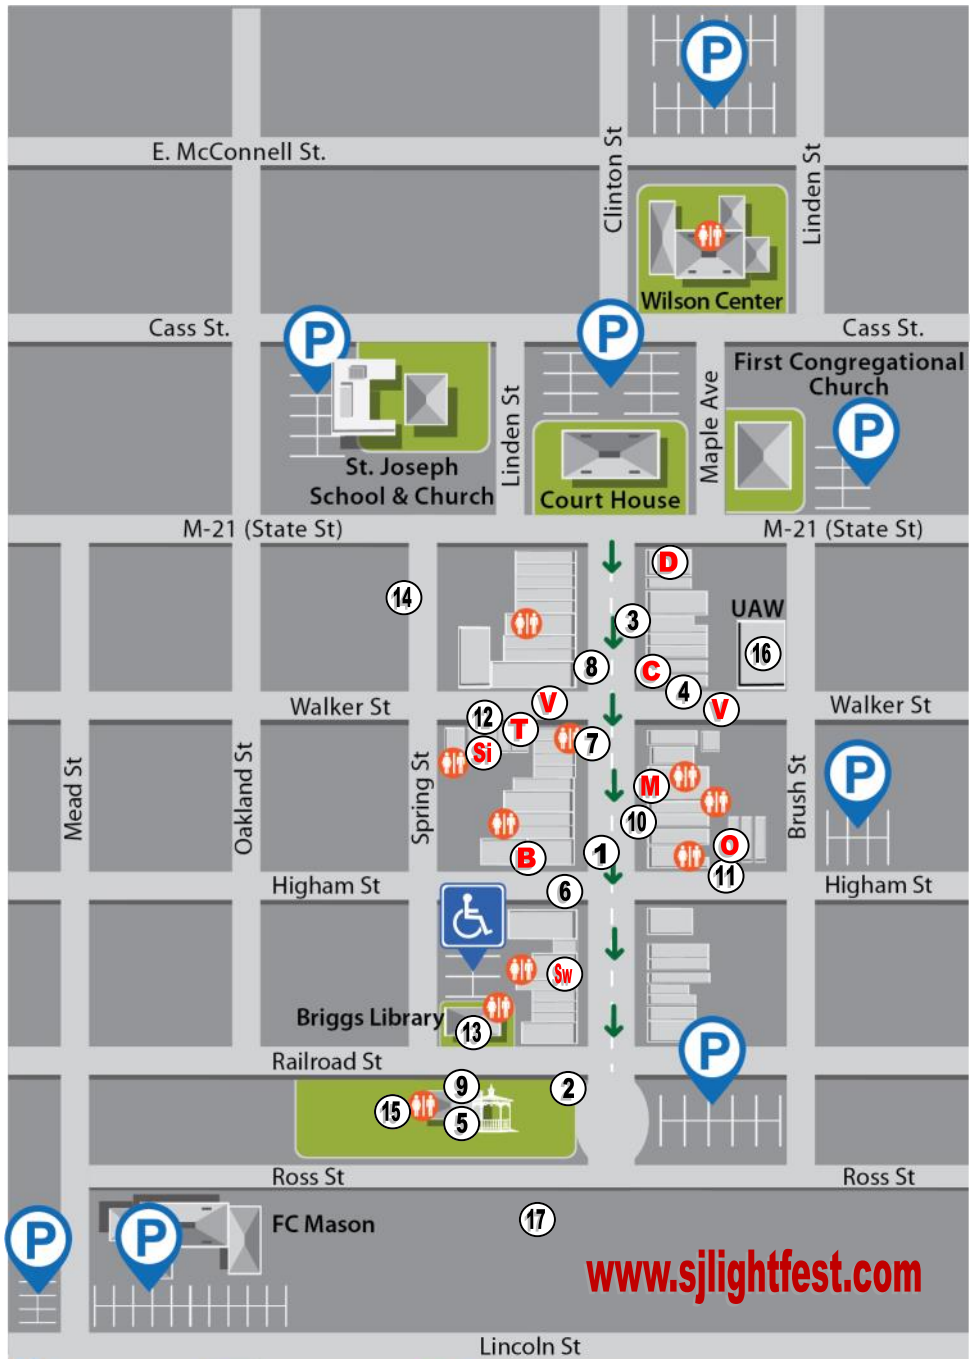 P
E. McConnell St.
Clinton St
Linden St
Wilson Center
Cass St.
P
P
Cass St.
First Congregational
Church
P
Linden St
Maple Ave
St. Joseph
School & Church
Court House
M-21 (State St)
M-21 (State St)
D
14
3
UAW
16
8
C
4
V
V
Walker St
12
T
Walker St
Si
7
P
Mead St
Oakland St
Spring St
M
Brush St
10
B
1
O
11
Higham St
6
Higham St
Sw
Briggs Library
13
P
Railroad St
9
2
15
5
Ross St
Ross St
P
P
FC Mason
17
www.sjlightfest.com
Lincoln St